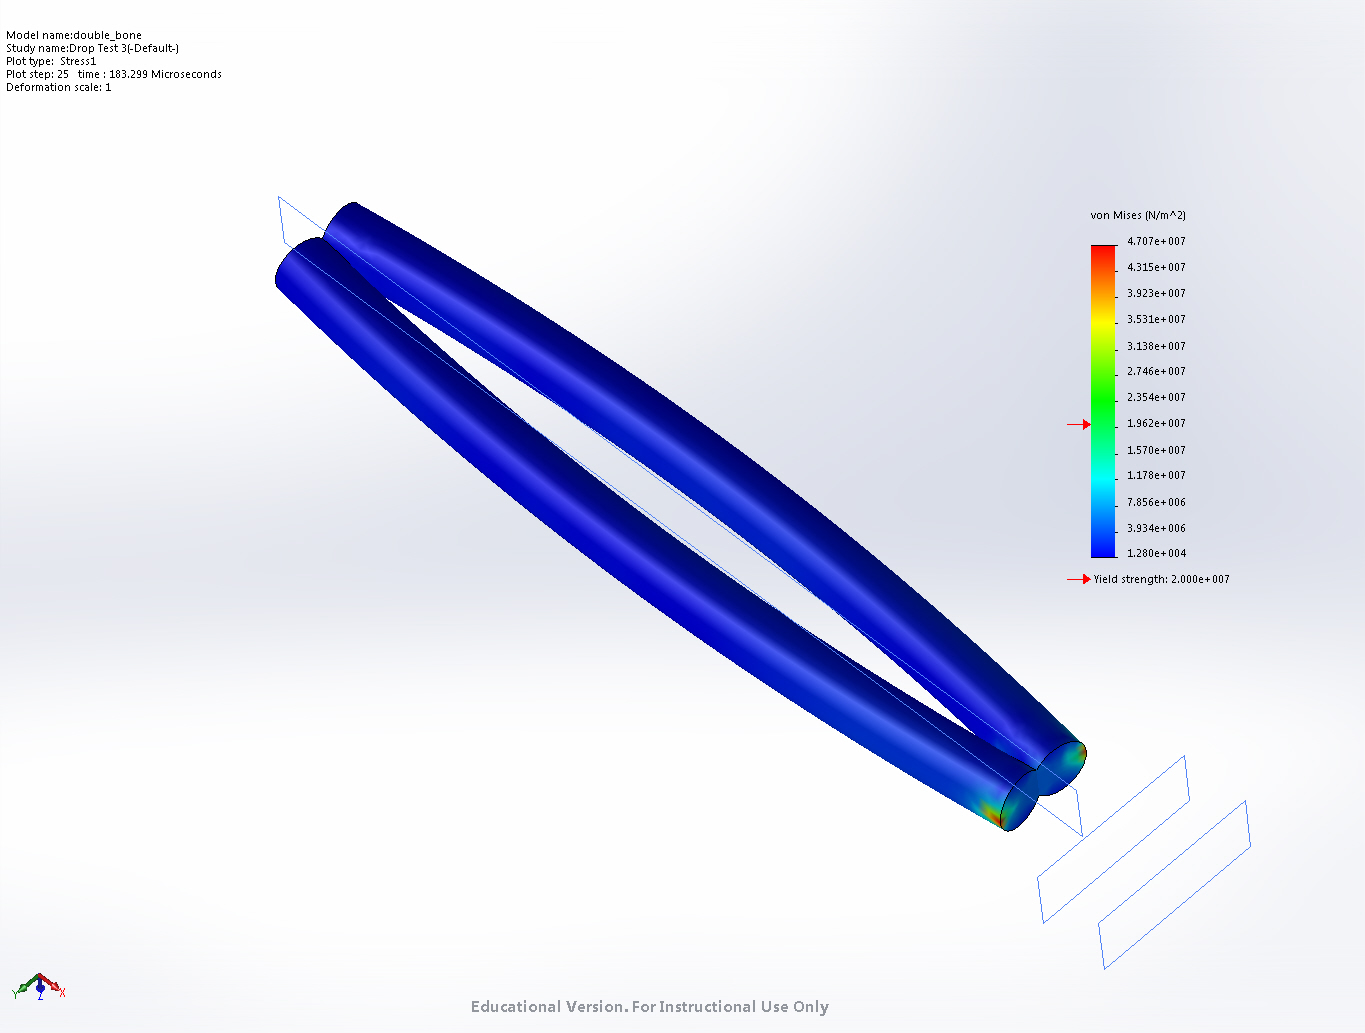 Model name:double_bone
Study name:Drop Test 3(-Default-)
Plot type:  Stress1
Plot step: 25   time : 183.299 Microseconds
Deformation scale: 1
von Mises (N/m^2)
4.707e+007
4.315e+007
3.923e+007
3.531e+007
3.138e+007
2.746e+007
2.354e+007
1.962e+007
1.570e+007
1.178e+007
7.856e+006
3.934e+006
1.280e+004
Yield strength: 2.000e+007
Y
Z
X
Educational Version. For Instructional Use Only